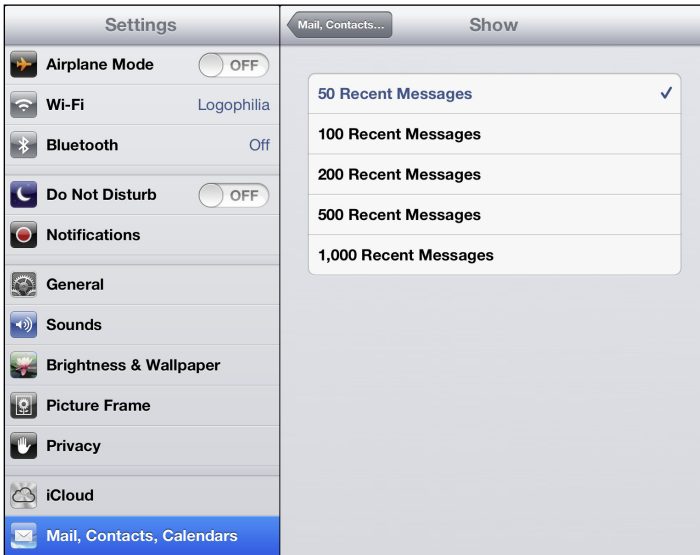 Settings
Airplane Mode OFF
Wi-Fi Logophilia
Bluetooth Off
Do Not Disturb OFF
Notifications
General
Sounds
Brightness & Wallpaper
Picture Frame
Privacy
iCloud
Mail, Contacts, Calendars
Mail, Contacts...
Show
50 Recent Messages
100 Recent Messages
200 Recent Messages
500 Recent Messages
1,000 Recent Messages